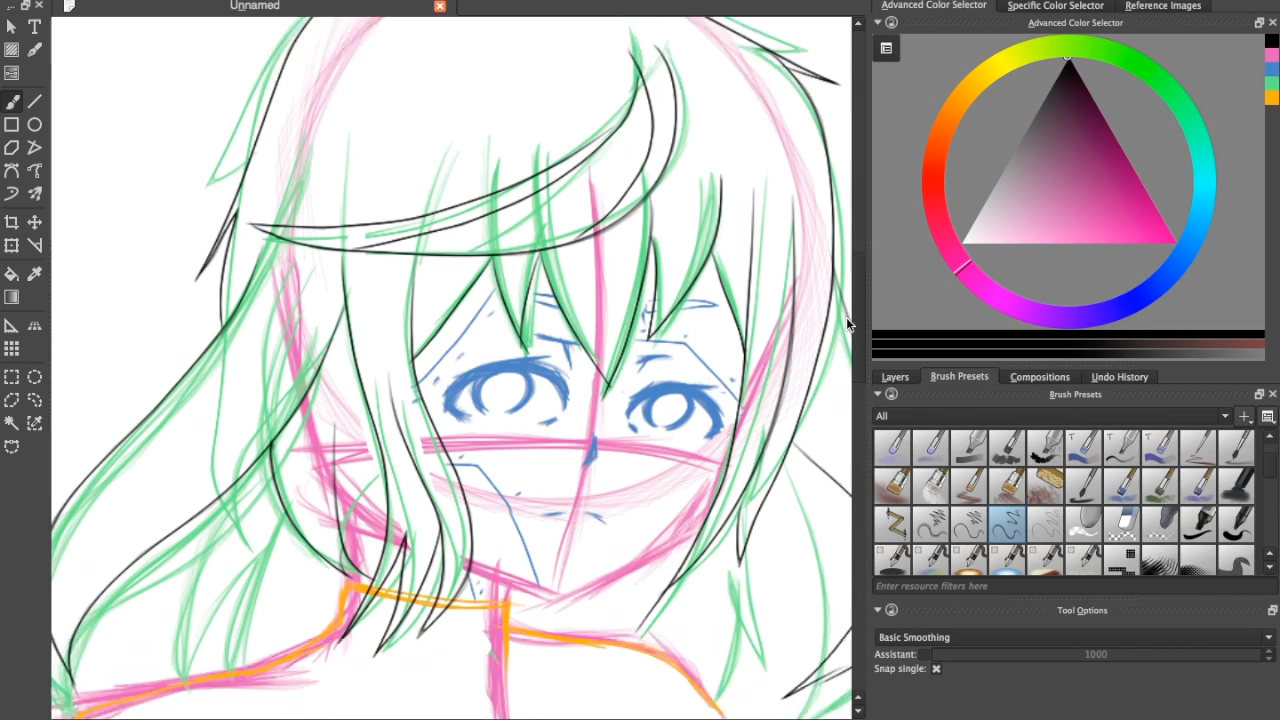 Unnamed
Advanced Color Selector
Specific Color Selector
Reference Images
Advanced Color Selector
Layers
Brush Presets
Compositions
Undo History
Brush Presets
All
Enter resource filters here
Tool Options
Basic Smoothing
Assistant:
1000
Snap single: